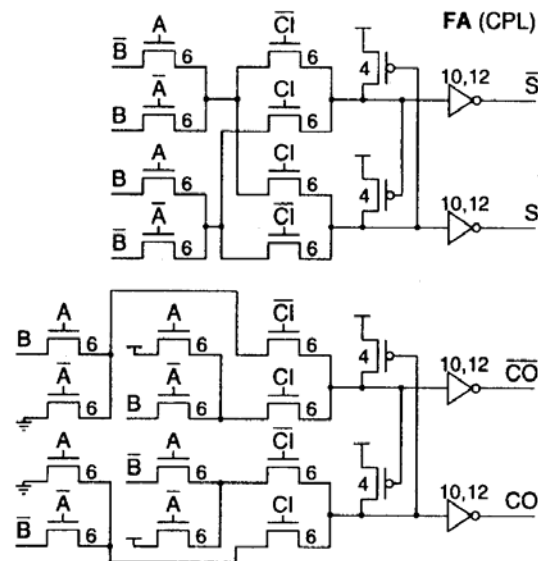 A C̅I̅ FA (CPL)
B̅ 6 6 4 10,12 S̅
A̅ CI
B 6 6
A CI
B 6 6 4 10,12 S
A̅ C̅I̅
B̅ 6 6
A A C̅I̅
B 6 6 6 4 10,12 C̅O̅
A̅ A̅ CI
6 B 6 6
A A C̅I̅
6 B̅ 6 6 4 10,12 CO
A̅ A̅ CI
B̅ 6 6 6